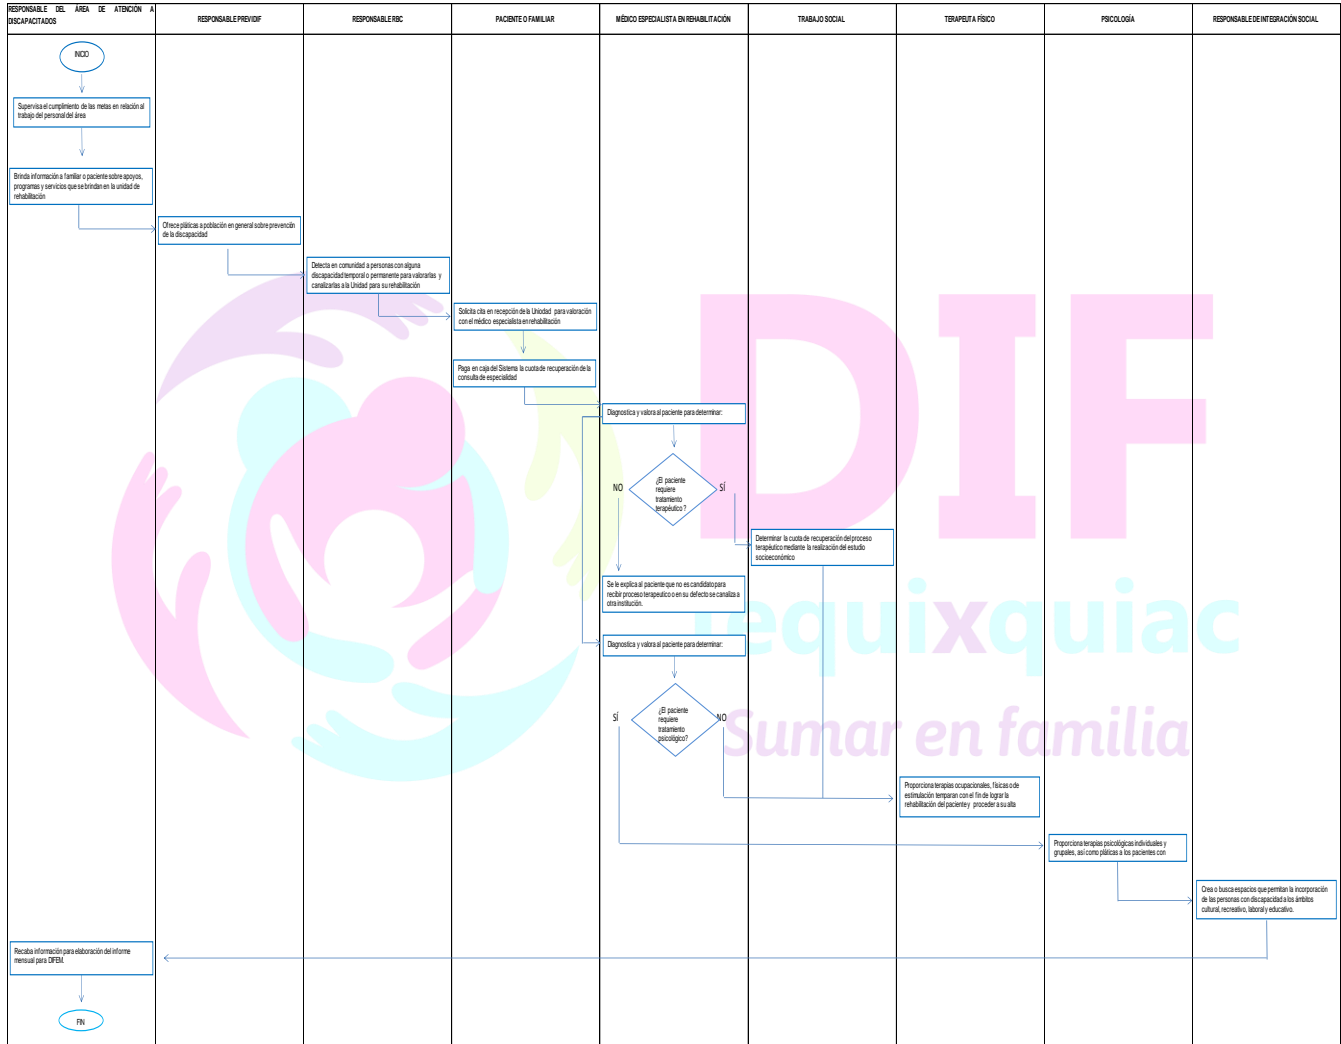 RESPONSABLE DEL ÁREA DE ATENCIÓN A
DISCAPACITADOS
RESPONSABLE PREVIDIF
RESPONSABLE RBC
PACIENTE O FAMILIAR
MÉDICO ESPECIALISTA EN REHABILITACIÓN
TRABAJO SOCIAL
TERAPEUTA FÍSICO
PSICOLOGÍA
RESPONSABLE DE INTEGRACIÓN SOCIAL
INICIO
Supervisa el cumplimiento de las metas en relación al
trabajo del personal del área
Brinda información a familiar o paciente sobre apoyos,
programas y servicios que se brindan en la unidad de
rehabilitación
Ofrece pláticas a población en general sobre prevención
de la discapacidad
Detecta en comunidad a personas con alguna
discapacidad temporal o permanente para valorarlas y
canalizarlas a la Unidad para su rehabilitación
Solicita cita en recepción de la Uniodad para valoración
con el médico especialista en rehabilitación
Paga en caja del Sistema la cuota de recuperación de la
consulta de especialidad
Diagnostica y valora al paciente para determinar:
¿El paciente
requiere
tratamiento
terapéutico ?
NO
SÍ
Determinar la cuota de recuperación del proceso
terapéutico mediante la realización del estudio
socioeconómico
Se le explica al paciente que no es candidato para
recibir proceso terapeutico o en su defecto se canaliza a
otra institución.
Diagnostica y valora al paciente para determinar:
¿El paciente
requiere
tratamiento
psicológico?
SÍ
NO
Proporciona terapias ocupacionales, físicas o de
estimulación temparan con el fin de lograr la
rehabilitación del paciente y proceder a su alta
Proporciona terapias psicológicas individuales y
grupales, así como pláticas a los pacientes con
Crea o busca espacios que permitan la incorporación
de las personas con discapacidad a los ámbitos
cultural, recreativo, laboral y educativo.
Recaba información para elaboración del informe
mensual para DIFEM.
FIN
DIF
Tequixquiac
Sumar en familia